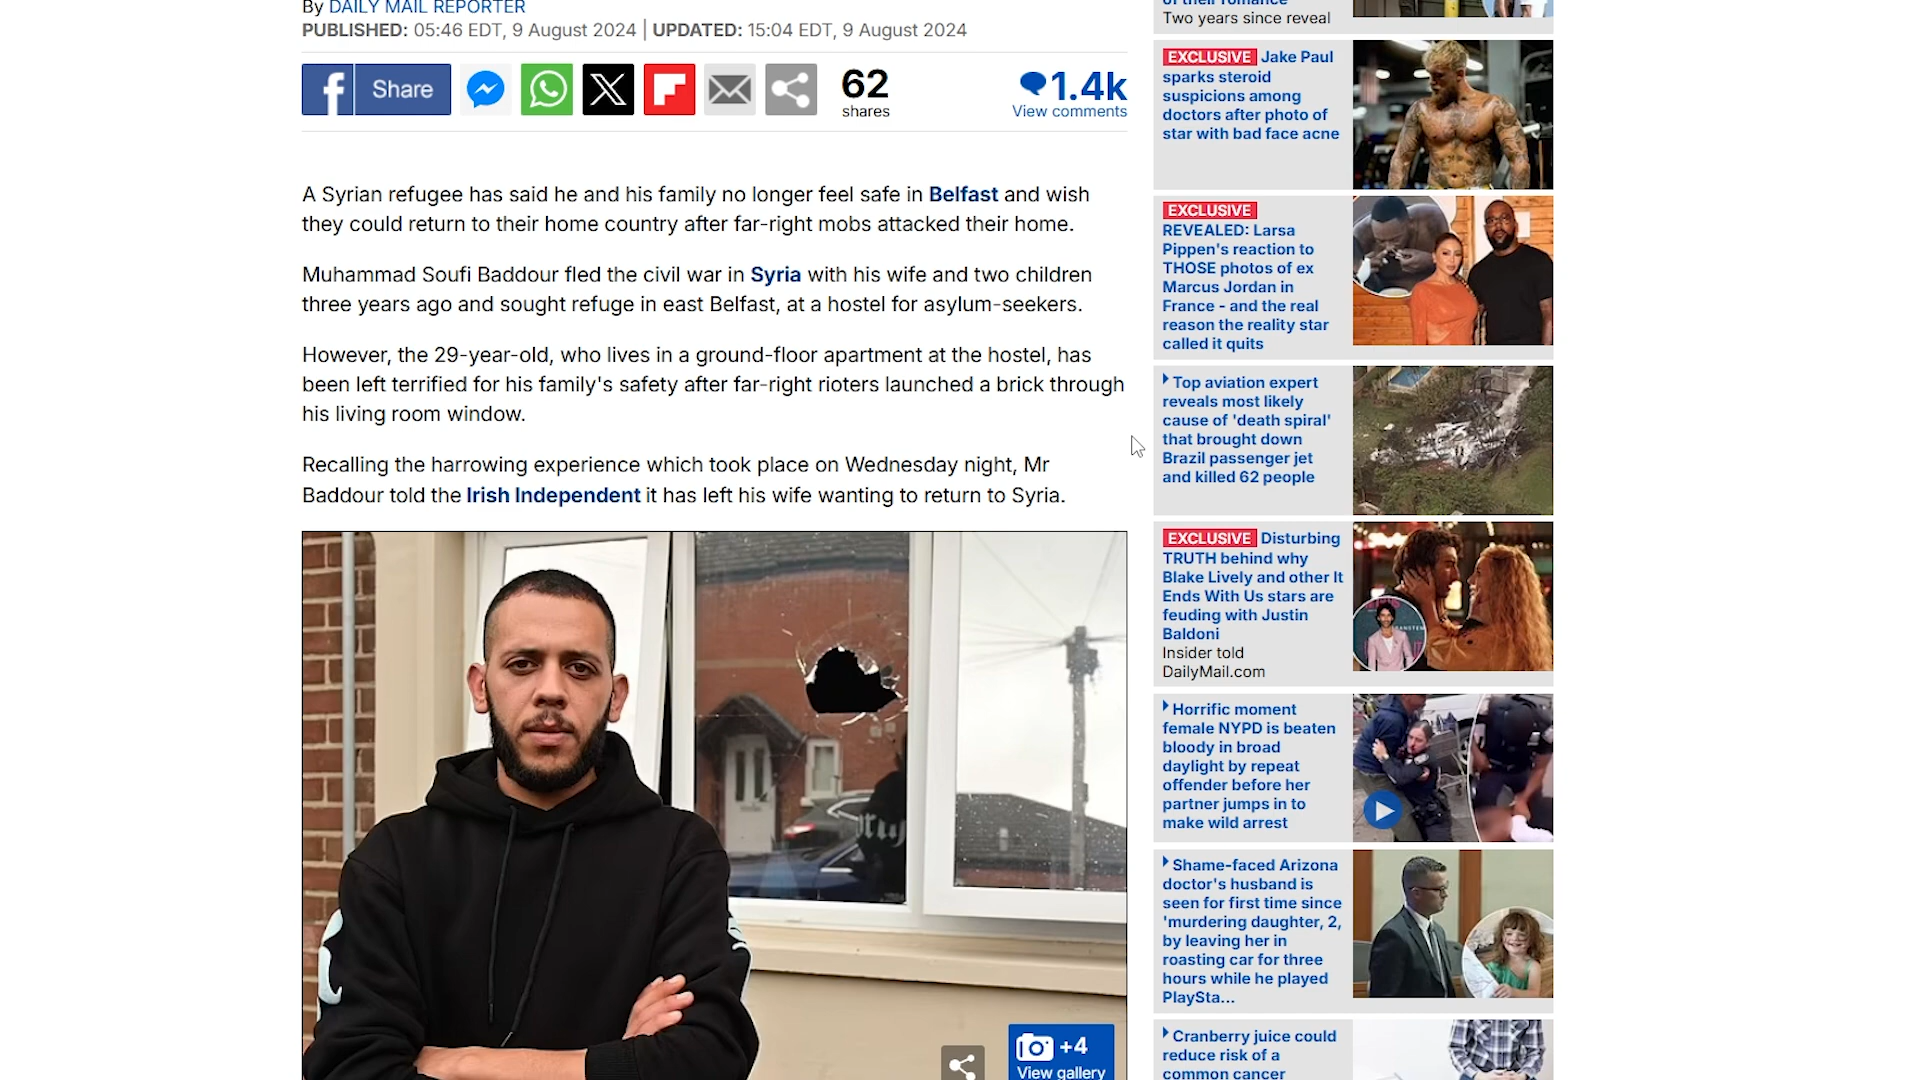 By DAILY MAIL REPORTER
PUBLISHED: 05:46 EDT, 9 August 2024 | UPDATED: 15:04 EDT, 9 August 2024
Share
62
shares
1.4k
View comments
A Syrian refugee has said he and his family no longer feel safe in Belfast and wish
they could return to their home country after far-right mobs attacked their home.
Muhammad Soufi Baddour fled the civil war in Syria with his wife and two children
three years ago and sought refuge in east Belfast, at a hostel for asylum-seekers.
However, the 29-year-old, who lives in a ground-floor apartment at the hostel, has
been left terrified for his family's safety after far-right rioters launched a brick through
his living room window.
Recalling the harrowing experience which took place on Wednesday night, Mr
Baddour told the Irish Independent it has left his wife wanting to return to Syria.
+4
View gallery
of their romance
Two years since reveal
EXCLUSIVE Jake Paul
sparks steroid
suspicions among
doctors after photo of
star with bad face acne
EXCLUSIVE
REVEALED: Larsa
Pippen's reaction to
THOSE photos of ex
Marcus Jordan in
France - and the real
reason the reality star
called it quits
Top aviation expert
reveals most likely
cause of 'death spiral'
that brought down
Brazil passenger jet
and killed 62 people
EXCLUSIVE Disturbing
TRUTH behind why
Blake Lively and other It
Ends With Us stars are
feuding with Justin
Baldoni
Insider told
DailyMail.com
Horrific moment
female NYPD is beaten
bloody in broad
daylight by repeat
offender before her
partner jumps in to
make wild arrest
Shame-faced Arizona
doctor's husband is
seen for first time since
'murdering daughter, 2,
by leaving her in
roasting car for three
hours while he played
PlaySta...
Cranberry juice could
reduce risk of a
common cancer